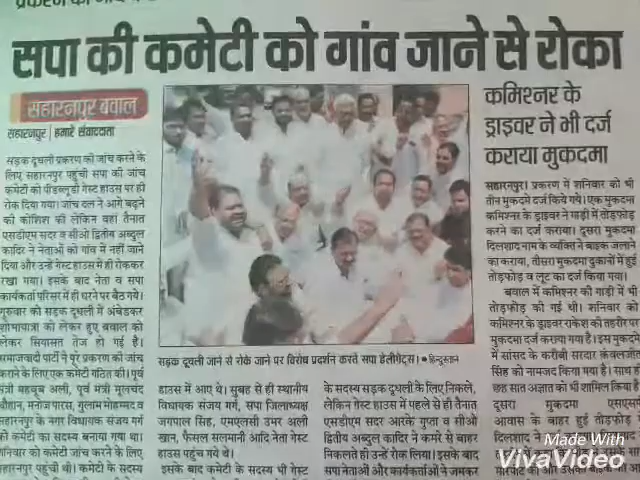 सपा की कमेटी को गांव जाने से रोका
सहारनपुर बवाल
सहारनपुर | हमारे संवाददाता
सड़क दूधली प्रकरण की जांच करने के
लिए सहारनपुर पहुंची सपा की जांच
कमेटी को पीडब्लूडी गेस्ट हाउस पर ही
रोक दिया गया। जांच दल ने आगे बढ़ने
की कोशिश की लेकिन वहां तैनात
एसडीएम सदर व सीओ द्वितीय अब्दुल
कादिर ने नेताओं को गांव में नहीं जाने
दिया और उन्हें गेस्ट हाउस में ही रोककर
रखा गया। इसके बाद नेता व सपा
कार्यकर्ता परिसर में ही धरने पर बैठ गये।
गुरुवार को सड़क दूधली में अंबेडकर
शोभायात्रा को लेकर हुए बवाल को
लेकर सियासत तेज हो गई है।
समाजवादी पार्टी ने पूरे प्रकरण की जांच
कराने के लिए एक कमेटी गठित की। पूर्व
मंत्री महबूब अली, पूर्व मंत्री मूलचंद
चौहान, मनोज पारस, गुलाम मोहम्मद व
सहारनपुर के नगर विधायक संजय गर्ग
की कमेटी का सदस्य बनाया गया था।
शनिवार को कमेटी जांच करने के लिए
सहारनपुर पहुंची थी। कमेटी के सदस्य
सड़क दूधली जाने से रोके जाने पर विरोध प्रदर्शन करते सपा डेलीगेट्स। ● हिन्दुस्तान
हाउस में आए थे। सुबह से ही स्थानीय
विधायक संजय गर्ग, सपा जिलाध्यक्ष
जगपाल सिंह, एमएलसी उमर अली
खान, फैसल सलमानी आदि नेता गेस्ट
हाउस पहुंच गये थे।
इसके बाद कमेटी के सदस्य भी गेस्ट
के सदस्य सड़क दूधली के लिए निकले,
लेकिन गेस्ट हाउस में पहले से ही तैनात
एसडीएम सदर आरके गुप्ता व सीओ
द्वितीय अब्दुल कादिर ने कमरे से बाहर
निकलते ही उन्हें रोक लिया। इसके बाद
सपा नेताओं और कार्यकर्ताओं ने जमकर
कमिश्नर के
ड्राइवर ने भी दर्ज
कराया मुकदमा
सहारनपुर। प्रकरण में शनिवार को भी
तीन मुकदमे दर्ज किये गये। एक मुकदमा
कमिश्नर के ड्राइवर ने गाड़ी में तोड़फोड़
करने का दर्ज कराया। दूसरा मुकदमा
दिलशाद नाम के व्यक्ति ने बाइक जलाने
का कराया, तीसरा मुकदमा दुकानों में हुई
तोड़फोड़ व लूट का दर्ज किया गया।
बवाल में कमिश्नर की गाड़ी में भी
तोड़फोड़ की गई थी। शनिवार को
कमिश्नर के ड्राइवर राकेश की तहरीर पर
मुकदमा दर्ज कराया गया है। इस मुकदमे
में सांसद के करीबी सरदार कंवलजीत
सिंह को नामजद किया गया है। साथ ही
छह सात अज्ञात को भी शामिल किया है
दूसरा मुकदमा एसएसपी
आवास के बाहर हुई तोड़फोड़
दिलशाद ने
Made With
VivaVideo